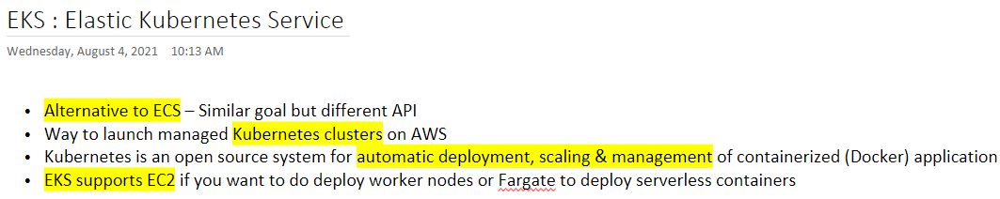 EKS : Elastic Kubernetes Service
Wednesday, August 4, 2021 10:13 AM
• Alternative to ECS – Similar goal but different API
• Way to launch managed Kubernetes clusters on AWS
• Kubernetes is an open source system for automatic deployment, scaling & management of containerized (Docker) application
• EKS supports EC2 if you want to do deploy worker nodes or Fargate to deploy serverless containers